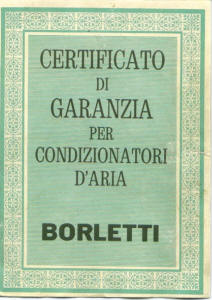 CERTIFICATO
DI
GARANZIA
PER
CONDIZIONATORI
D'ARIA
BORLETTI